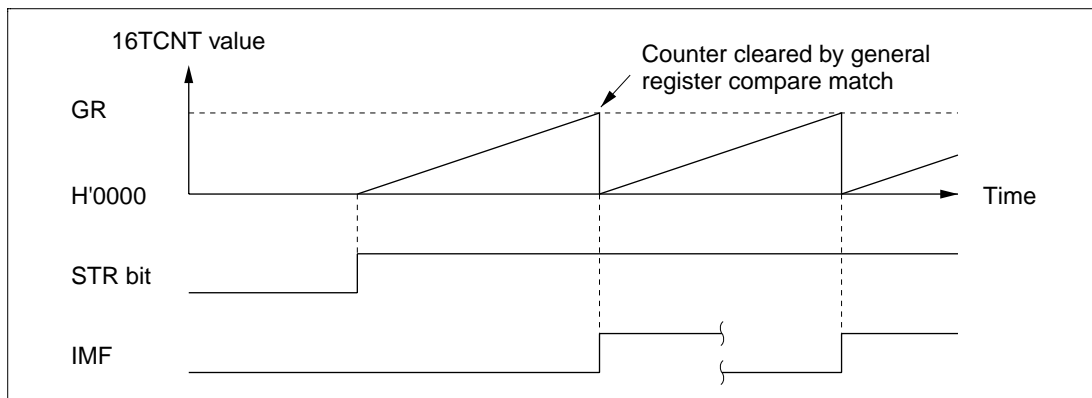 16TCNT value
Counter cleared by general
register compare match
GR
H'0000
Time
STR bit
IMF